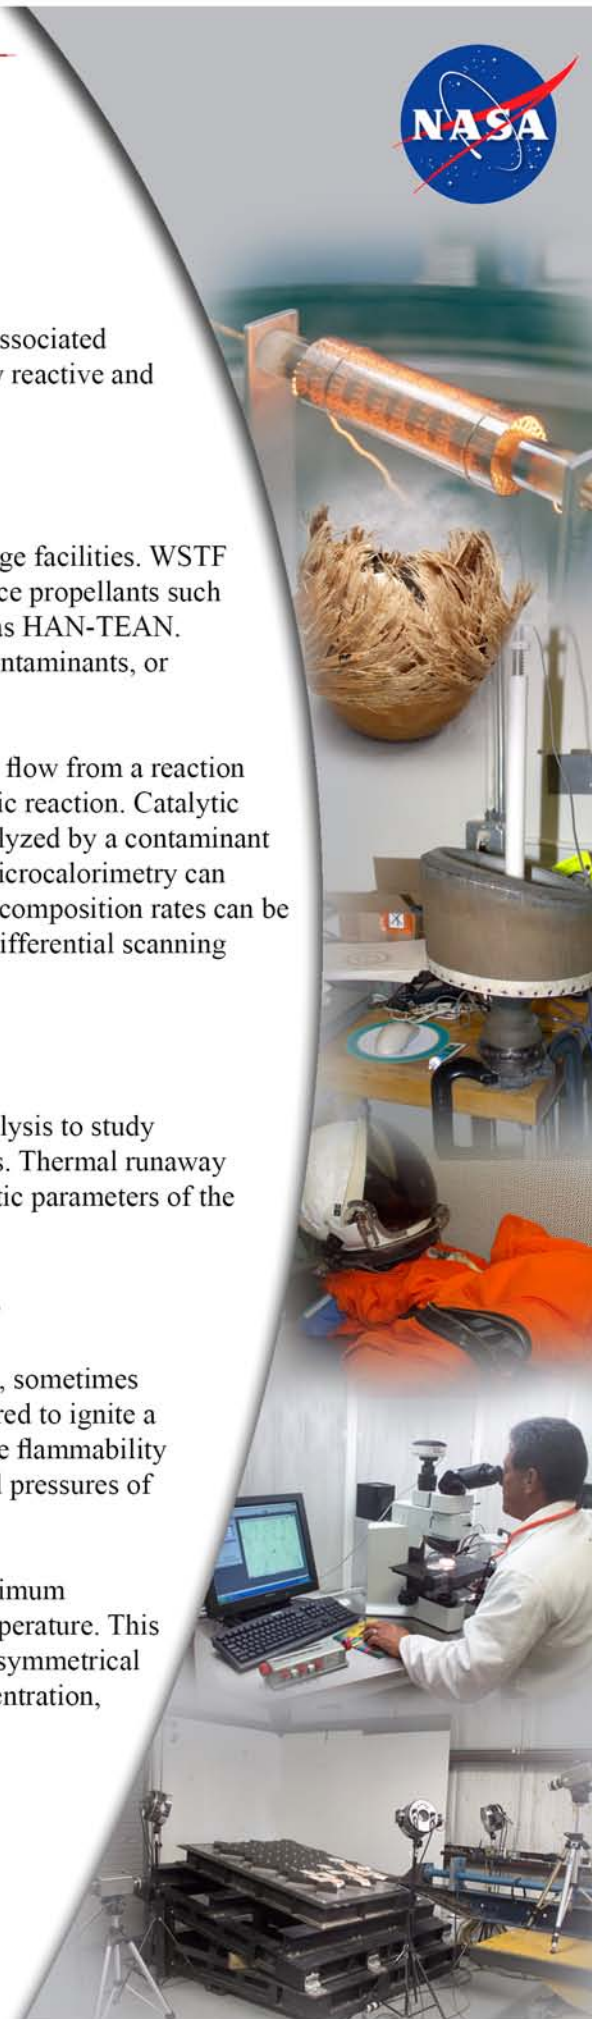 NASA
ssociated
reactive and
ge facilities. WSTF
ce propellants such
as HAN-TEAN.
ntaminants, or
flow from a reaction
ic reaction. Catalytic
lyzed by a contaminant
icrocalorimetry can
composition rates can be
ifferential scanning
lysis to study
s. Thermal runaway
tic parameters of the
, sometimes
red to ignite a
e flammability
l pressures of
imum
perature. This
symmetrical
entration,